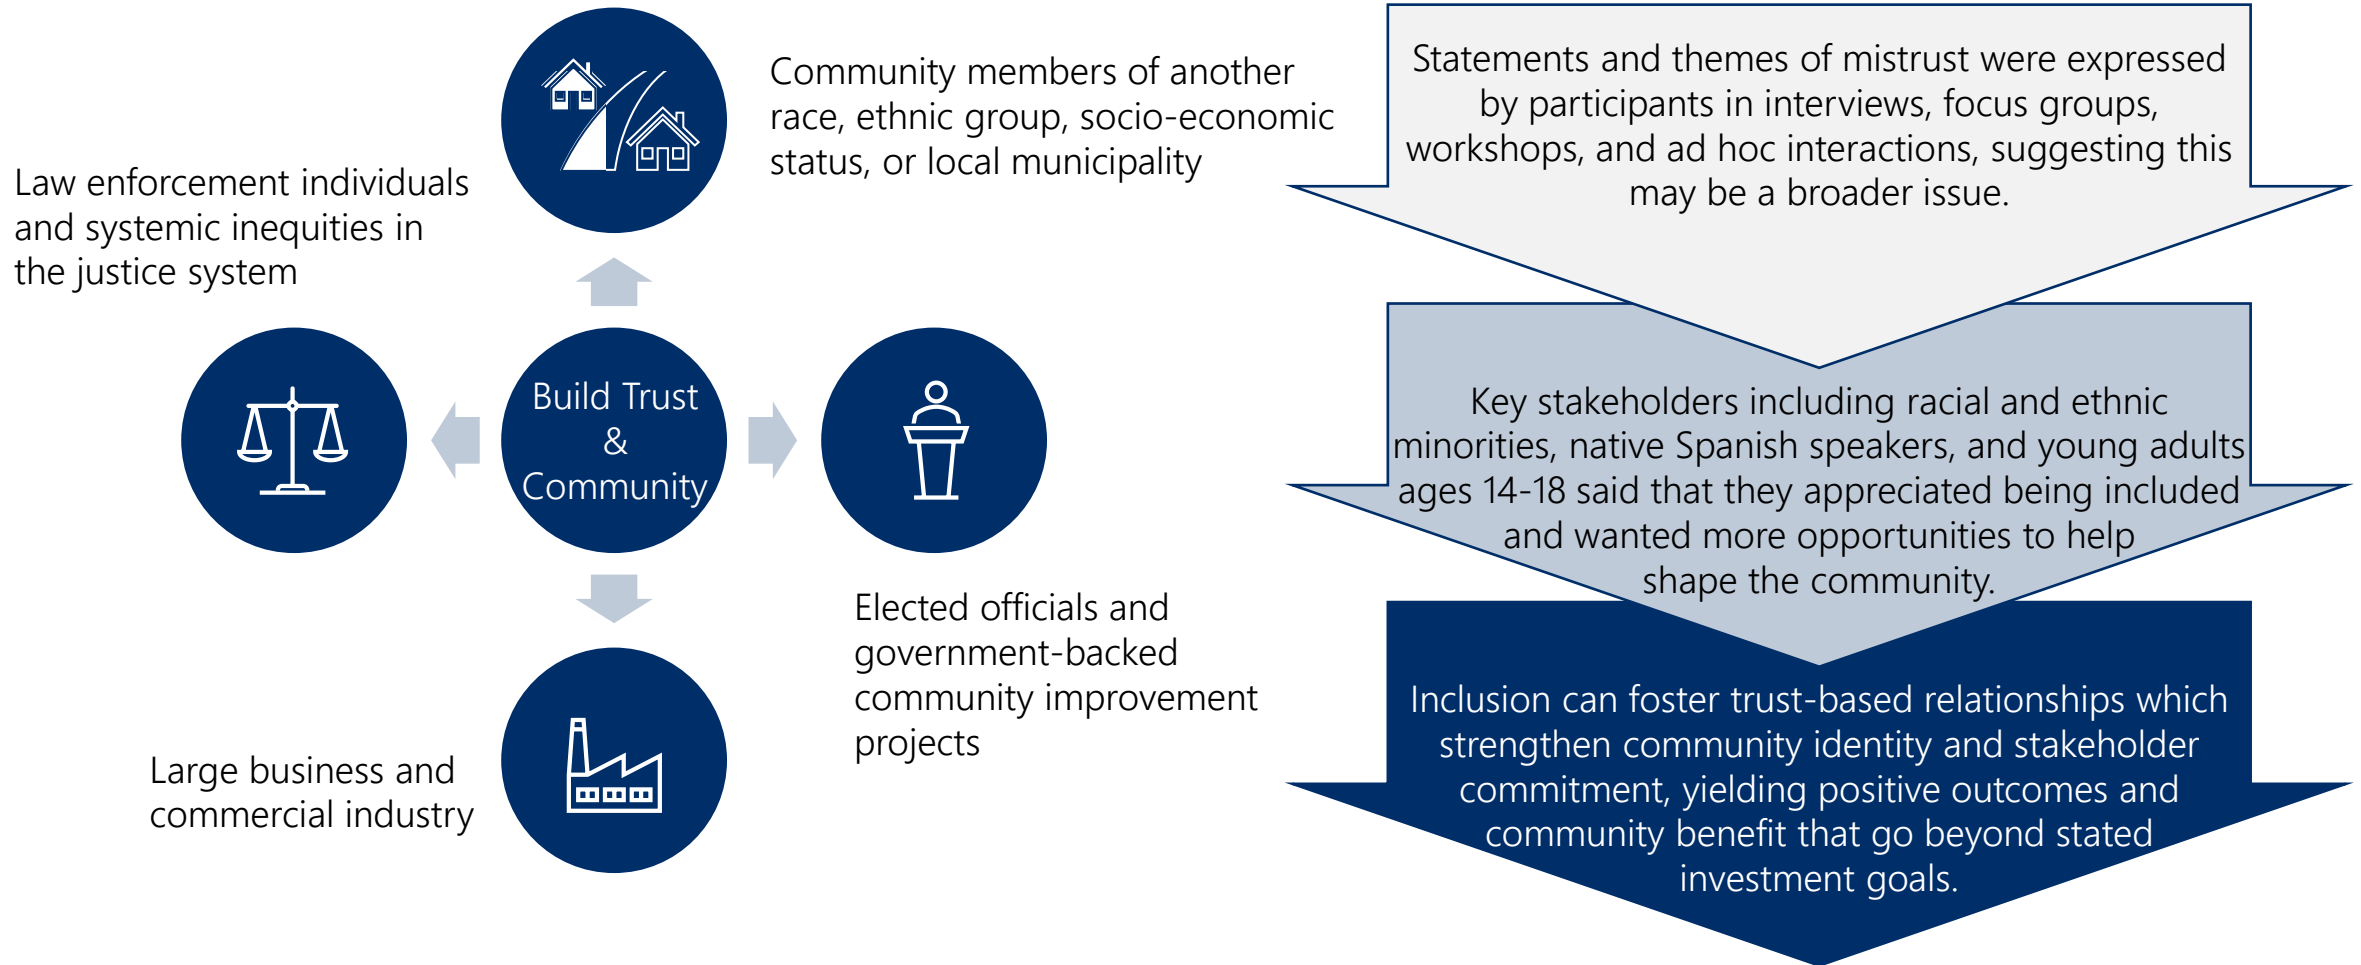 Community members of another
race, ethnic group, socio-economic
status, or local municipality
Law enforcement individuals
and systemic inequities in
the justice system
Build Trust
&
Community
Elected officials and
government-backed
community improvement
projects
Large business and
commercial industry
Statements and themes of mistrust were expressed
by participants in interviews, focus groups,
workshops, and ad hoc interactions, suggesting this
may be a broader issue.
Key stakeholders including racial and ethnic
minorities, native Spanish speakers, and young adults
ages 14-18 said that they appreciated being included
and wanted more opportunities to help
shape the community.
Inclusion can foster trust-based relationships which
strengthen community identity and stakeholder
commitment, yielding positive outcomes and
community benefit that go beyond stated
investment goals.